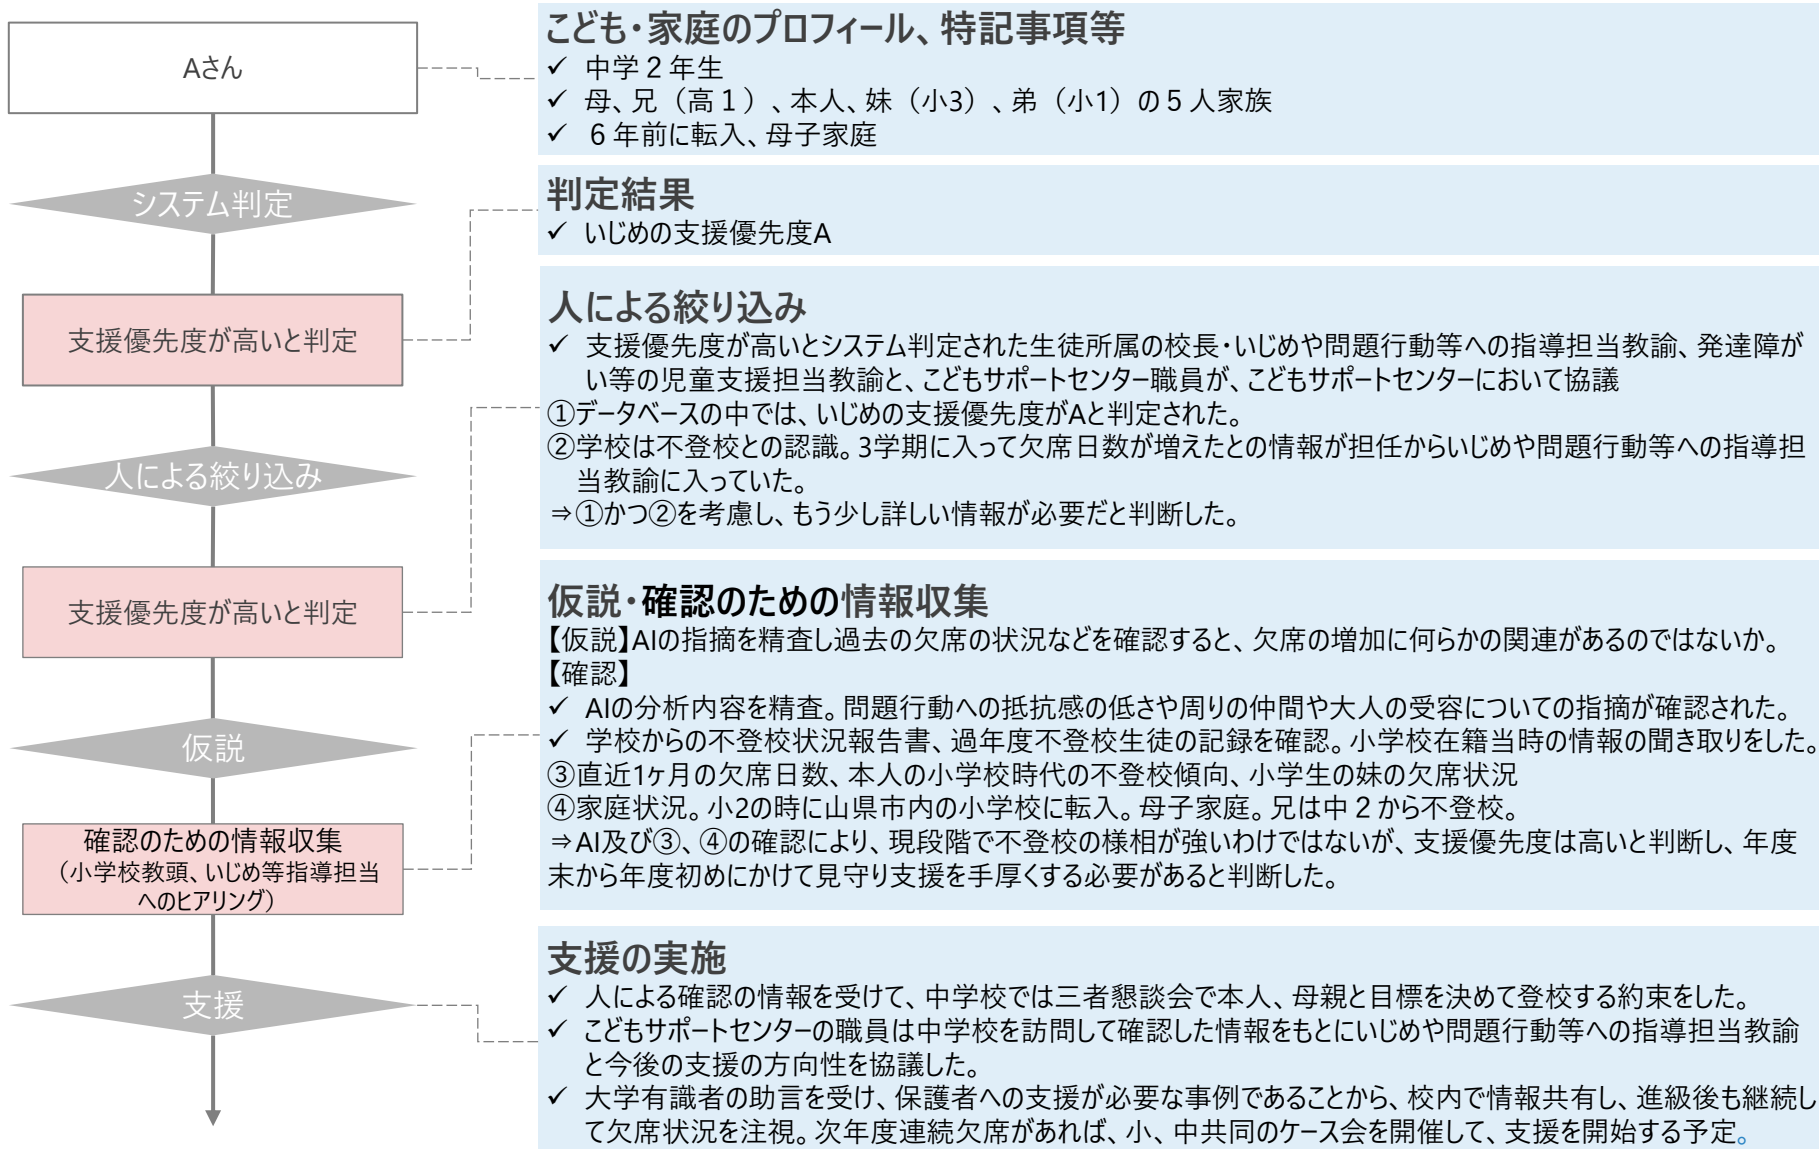 Aさん
システム判定
支援優先度が高いと判定
人による絞り込み
支援優先度が高いと判定
仮説
確認のための情報収集
（小学校教頭、いじめ等指導担当
へのヒアリング）
支援
こども・家庭のプロフィール、特記事項等
✓ 中学２年生
✓ 母、兄（高１）、本人、妹（小3）、弟（小1）の５人家族
✓ ６年前に転入、母子家庭
判定結果
✓ いじめの支援優先度A
人による絞り込み
✓ 支援優先度が高いとシステム判定された生徒所属の校長・いじめや問題行動等への指導担当教諭、発達障が
い等の児童支援担当教諭と、こどもサポートセンター職員が、こどもサポートセンターにおいて協議
①データベースの中では、いじめの支援優先度がAと判定された。
②学校は不登校との認識。3学期に入って欠席日数が増えたとの情報が担任からいじめや問題行動等への指導担
当教諭に入っていた。
⇒①かつ②を考慮し、もう少し詳しい情報が必要だと判断した。
仮説・確認のための情報収集
【仮説】AIの指摘を精査し過去の欠席の状況などを確認すると、欠席の増加に何らかの関連があるのではないか。
【確認】
✓ AIの分析内容を精査。問題行動への抵抗感の低さや周りの仲間や大人の受容についての指摘が確認された。
✓ 学校からの不登校状況報告書、過年度不登校生徒の記録を確認。小学校在籍当時の情報の聞き取りをした。
③直近1ヶ月の欠席日数、本人の小学校時代の不登校傾向、小学生の妹の欠席状況
④家庭状況。小2の時に山県市内の小学校に転入。母子家庭。兄は中２から不登校。
⇒AI及び③、④の確認により、現段階で不登校の様相が強いわけではないが、支援優先度は高いと判断し、年度
末から年度初めにかけて見守り支援を手厚くする必要があると判断した。
支援の実施
✓ 人による確認の情報を受けて、中学校では三者懇談会で本人、母親と目標を決めて登校する約束をした。
✓ こどもサポートセンターの職員は中学校を訪問して確認した情報をもとにいじめや問題行動等への指導担当教諭
と今後の支援の方向性を協議した。
✓ 大学有識者の助言を受け、保護者への支援が必要な事例であることから、校内で情報共有し、進級後も継続し
て欠席状況を注視。次年度連続欠席があれば、小、中共同のケース会を開催して、支援を開始する予定。